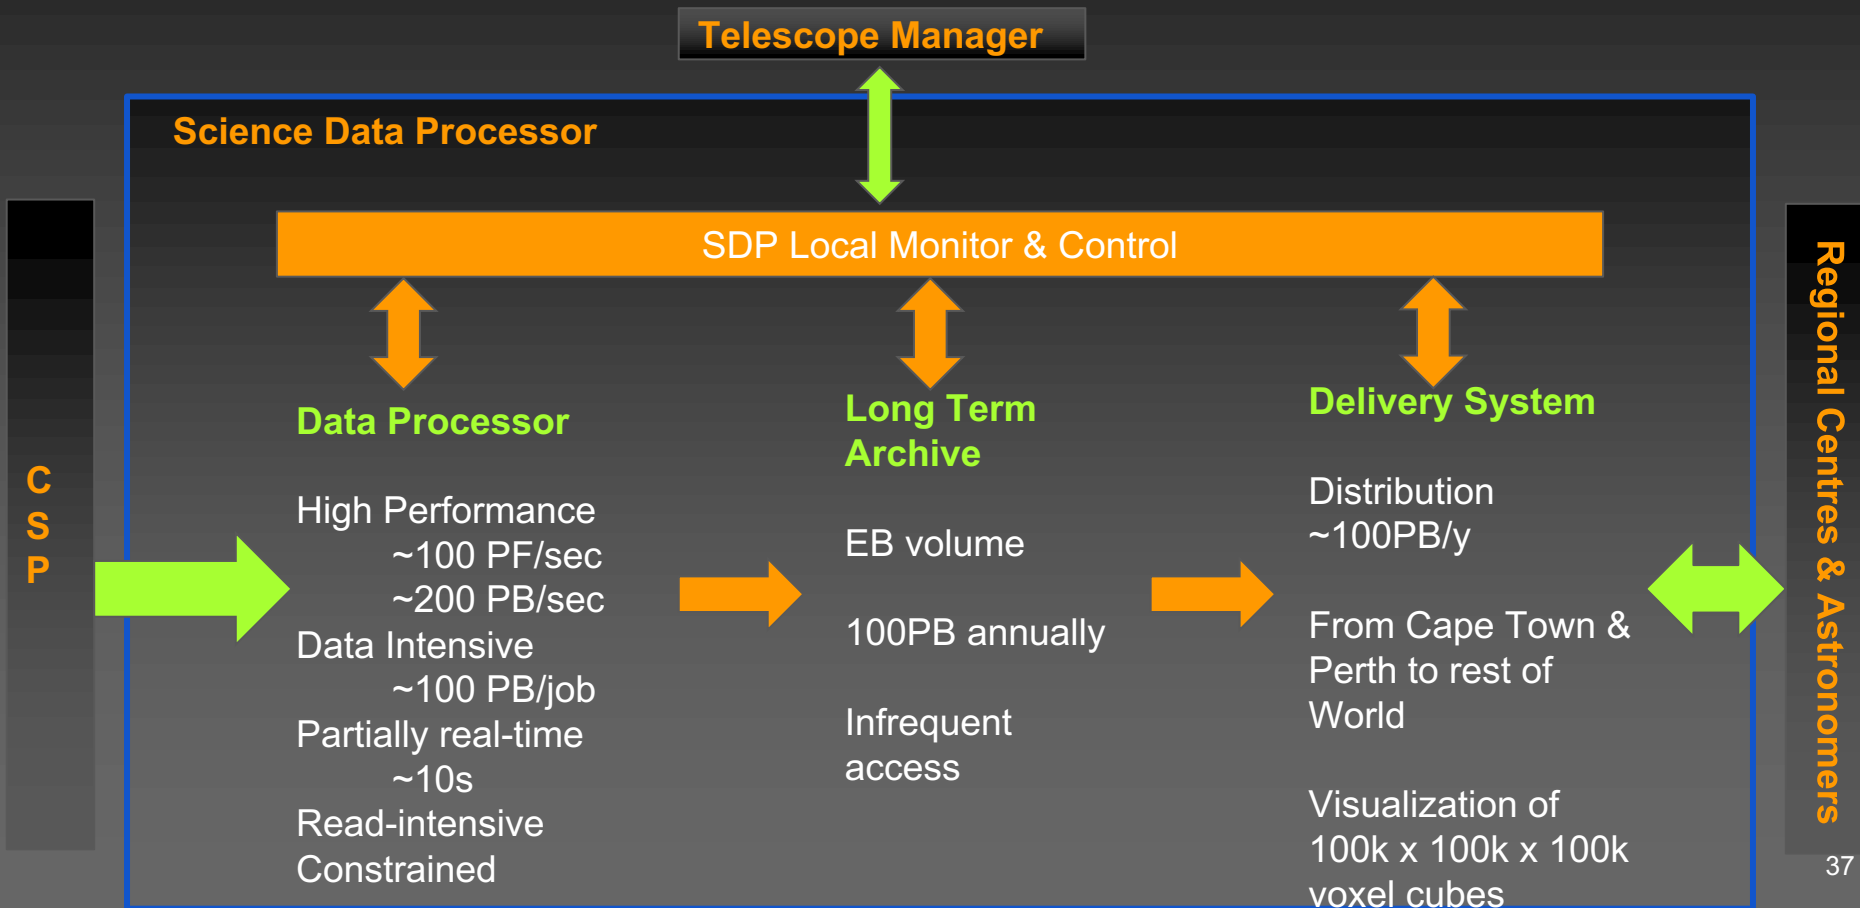 Telescope Manager
Science Data Processor
SDP Local Monitor & Control
C
S
P
Data Processor
High Performance
~100 PF/sec
~200 PB/sec
Data Intensive
~100 PB/job
Partially real-time
~10s
Read-intensive
Constrained
Long Term
Archive
EB volume
100PB annually
Infrequent
access
Delivery System
Distribution
~100PB/y
From Cape Town &
Perth to rest of
World
Visualization of
100k x 100k x 100k
voxel cubes
Regional Centres & Astronomers
37